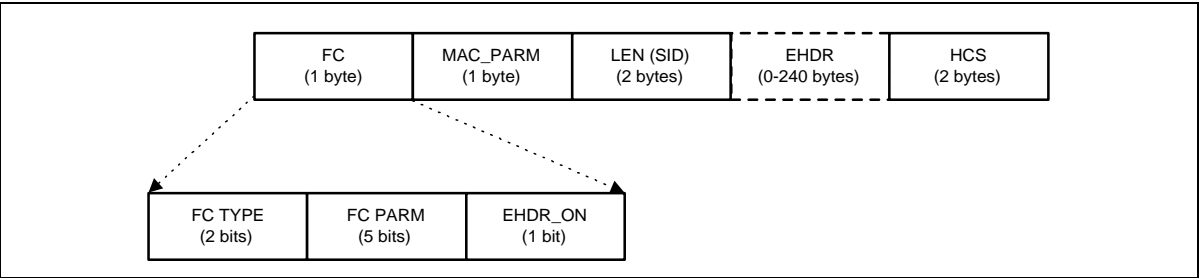 FC
(1 byte)
MAC_PARM
(1 byte)
LEN (SID)
(2 bytes)
EHDR
(0-240 bytes)
HCS
(2 bytes)
FC TYPE
(2 bits)
FC PARM
(5 bits)
EHDR_ON
(1 bit)